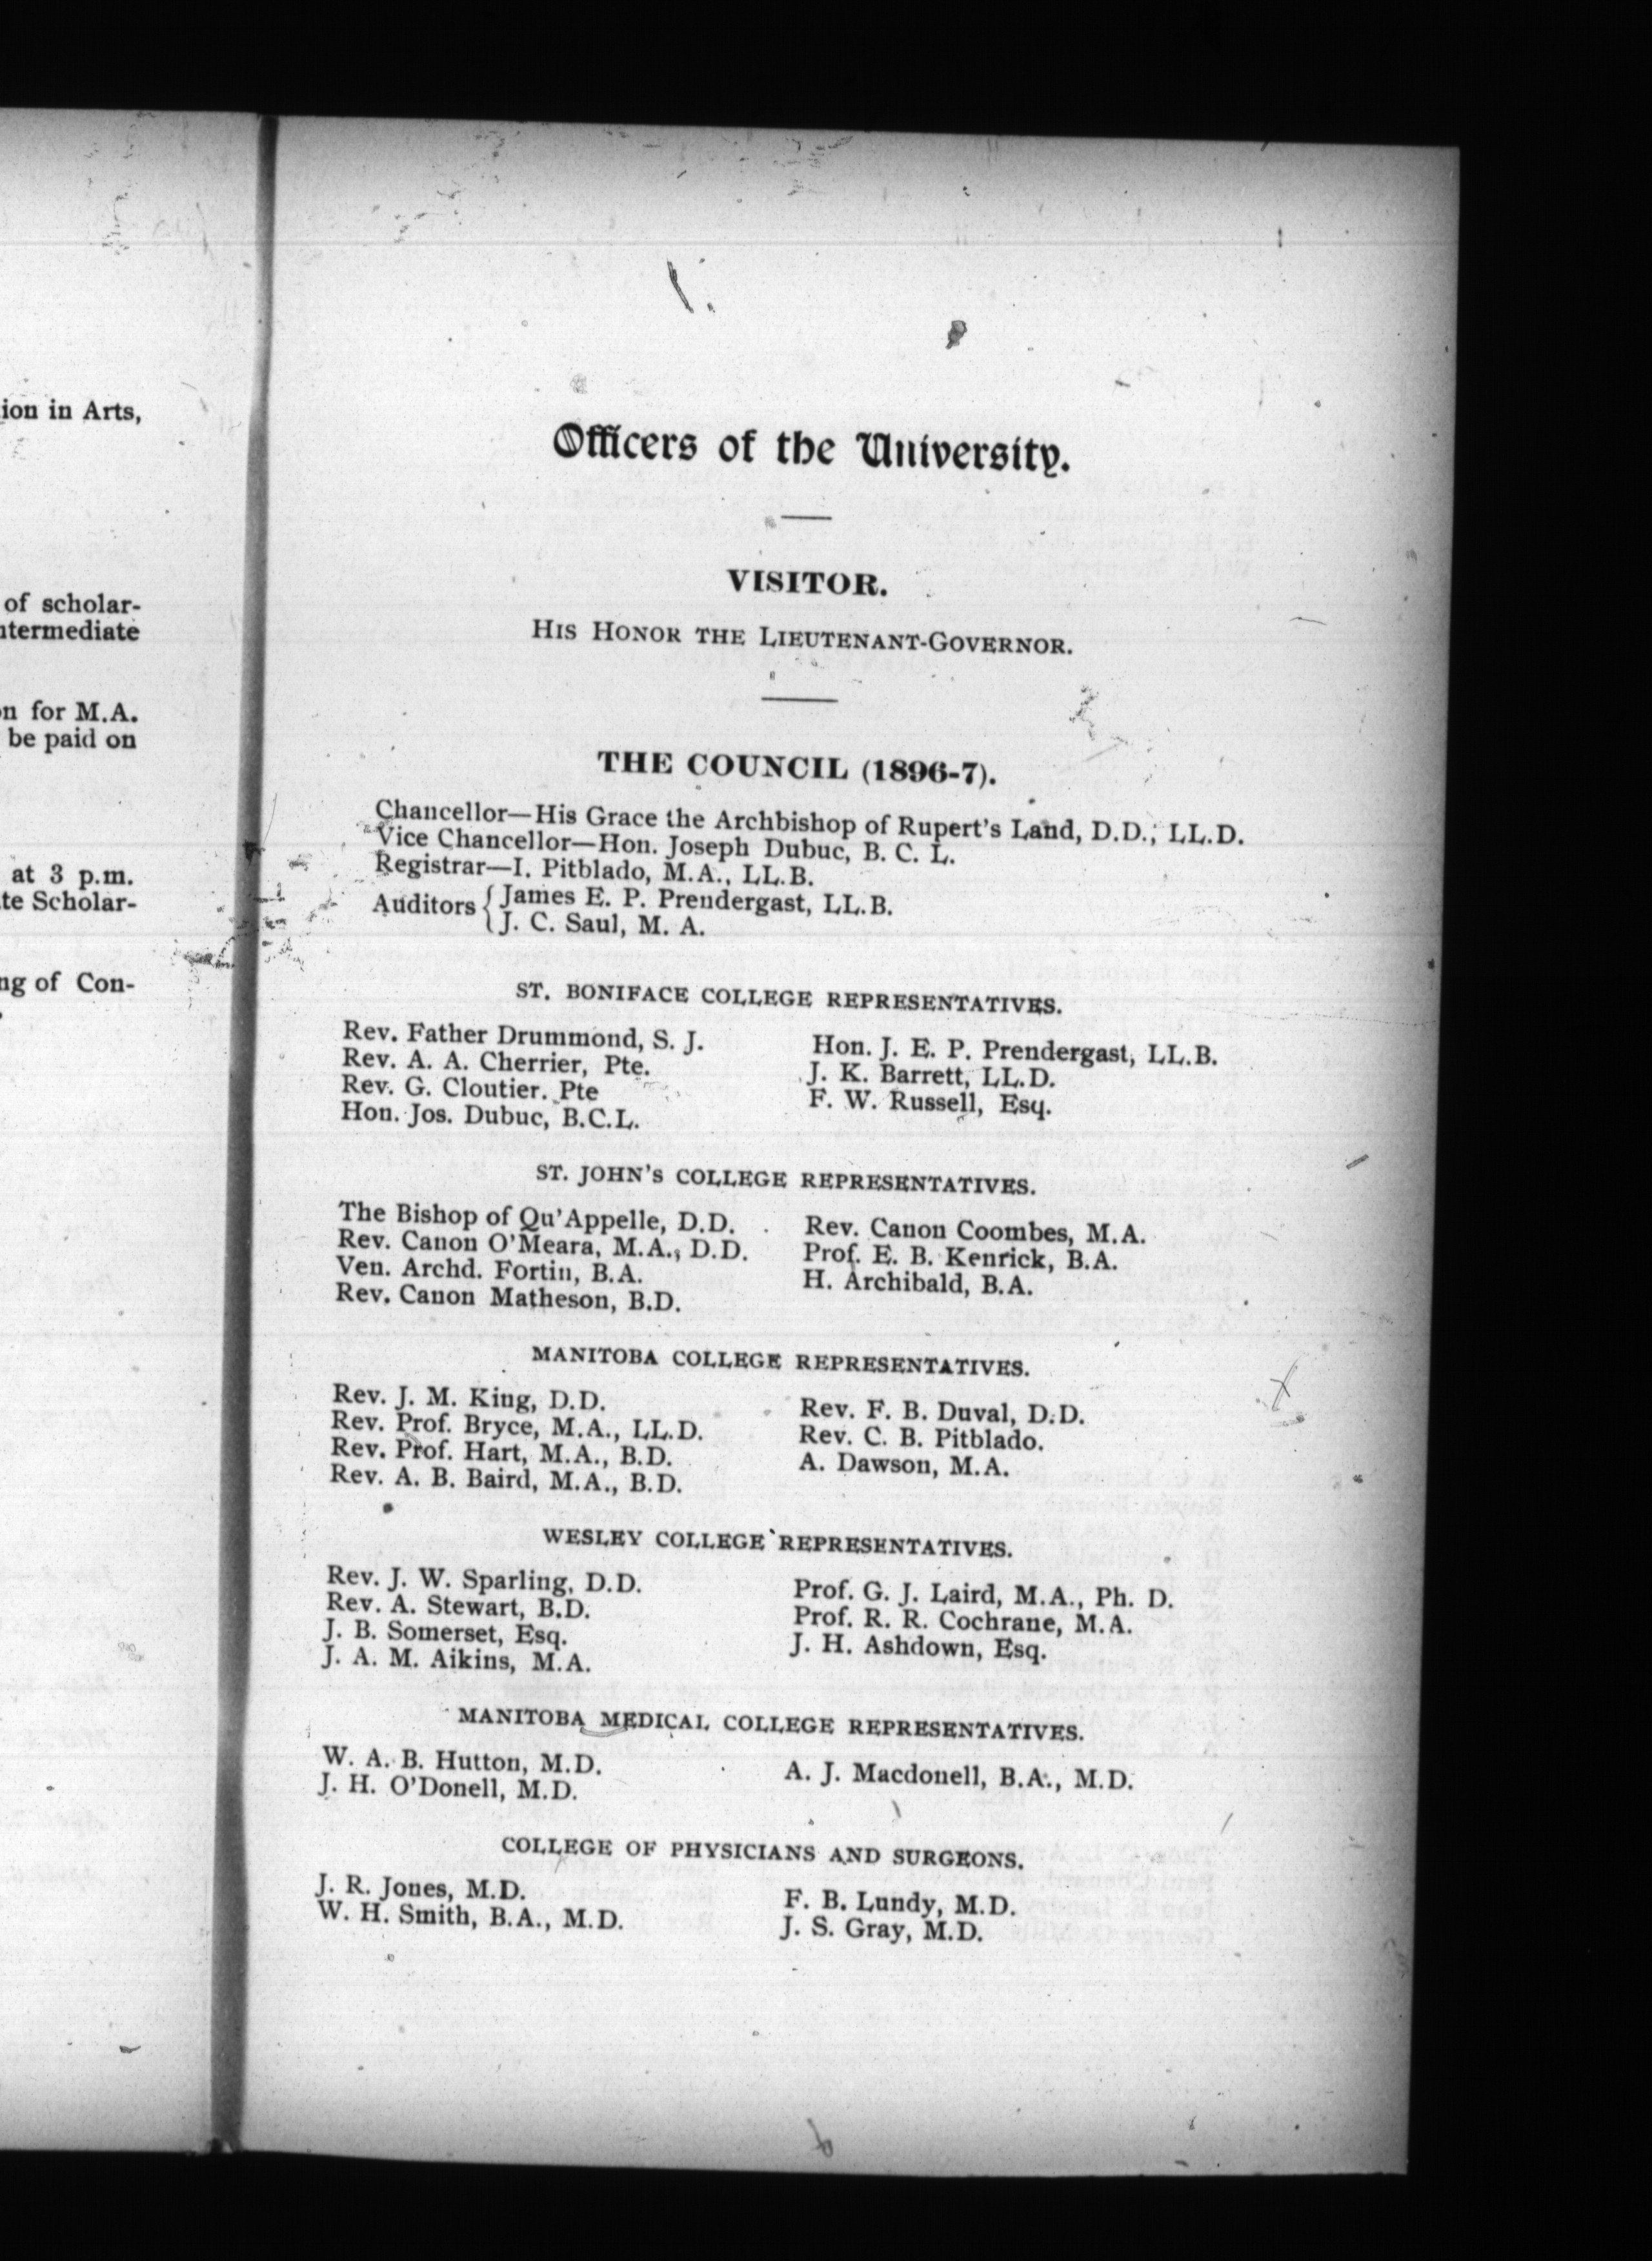 ion in Arts,
of scholar-
ntermediate
on for M.A.
be paid on
at 3 p.m.
te Scholar-
ng of Con-
Officers of the University.
VISITOR.
HIS HONOR THE LIEUTENANT-GOVERNOR.
THE COUNCIL (1896-7).
Chancellor—His Grace the Archbishop of Rupert's Land, D.D., LL.D.
Vice Chancellor—Hon. Joseph Dubuc, B. C. L.
Registrar—I. Pitblado, M.A., LL.B.
Auditors { James E. P. Prendergast, LL.B.
J. C. Saul, M. A.
ST. BONIFACE COLLEGE REPRESENTATIVES.
Rev. Father Drummond, S. J.
Rev. A. A. Cherrier, Pte.
Rev. G. Cloutier. Pte
Hon. Jos. Dubuc, B.C.L.
Hon. J. E. P. Prendergast, LL.B.
J. K. Barrett, LL.D.
F. W. Russell, Esq.
ST. JOHN'S COLLEGE REPRESENTATIVES.
The Bishop of Qu'Appelle, D.D.
Rev. Canon O'Meara, M.A., D.D.
Ven. Archd. Fortin, B.A.
Rev. Canon Matheson, B.D.
Rev. Canon Coombes, M.A.
Prof. E. B. Kenrick, B.A.
H. Archibald, B.A.
MANITOBA COLLEGE REPRESENTATIVES.
Rev. J. M. King, D.D.
Rev. Prof. Bryce, M.A., LL.D.
Rev. Prof. Hart, M.A., B.D.
Rev. A. B. Baird, M.A., B.D.
Rev. F. B. Duval, D.D.
Rev. C. B. Pitblado.
A. Dawson, M.A.
WESLEY COLLEGE REPRESENTATIVES.
Rev. J. W. Sparling, D.D.
Rev. A. Stewart, B.D.
J. B. Somerset, Esq.
J. A. M. Aikins, M.A.
Prof. G. J. Laird, M.A., Ph. D.
Prof. R. R. Cochrane, M.A.
J. H. Ashdown, Esq.
MANITOBA MEDICAL COLLEGE REPRESENTATIVES.
W. A. B. Hutton, M.D.
J. H. O'Donell, M.D.
A. J. Macdonell, B.A., M.D.
COLLEGE OF PHYSICIANS AND SURGEONS.
J. R. Jones, M.D.
W. H. Smith, B.A., M.D.
F. B. Lundy, M.D.
J. S. Gray, M.D.